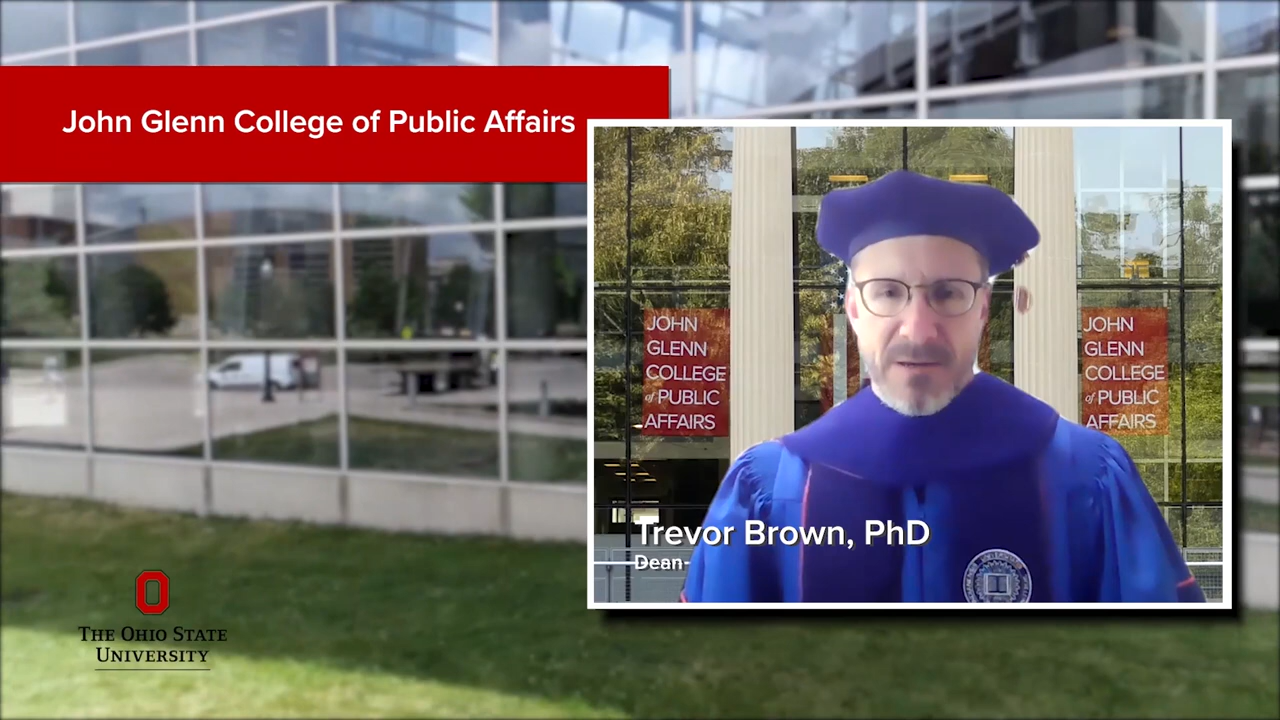 John Glenn College of Public Affairs
JOHN
GLENN
COLLEGE
of PUBLIC
AFFAIRS
JOHN
GLENN
COLLEGE
of PUBLIC
AFFAIRS
Trevor Brown, PhD
Dean
O
THE OHIO STATE
UNIVERSITY